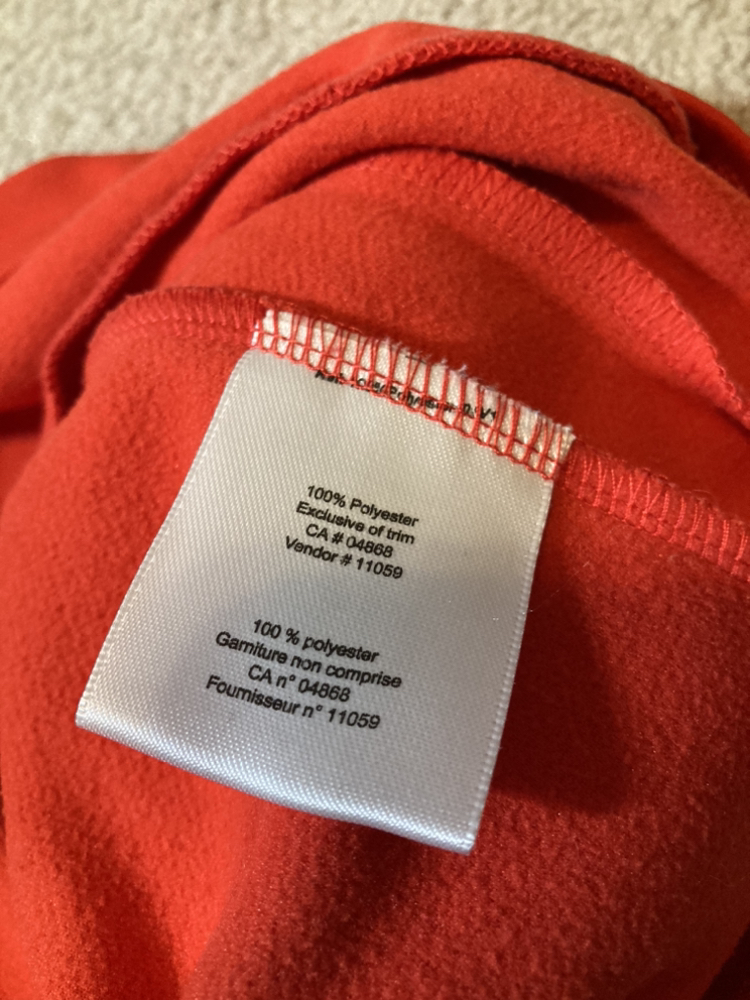 100% Polyester
Exclusive of trim
CA # 04868
Vendor # 11059
100 % polyester
Garniture non comprise
CA n° 04868
Fournisseur n° 11059